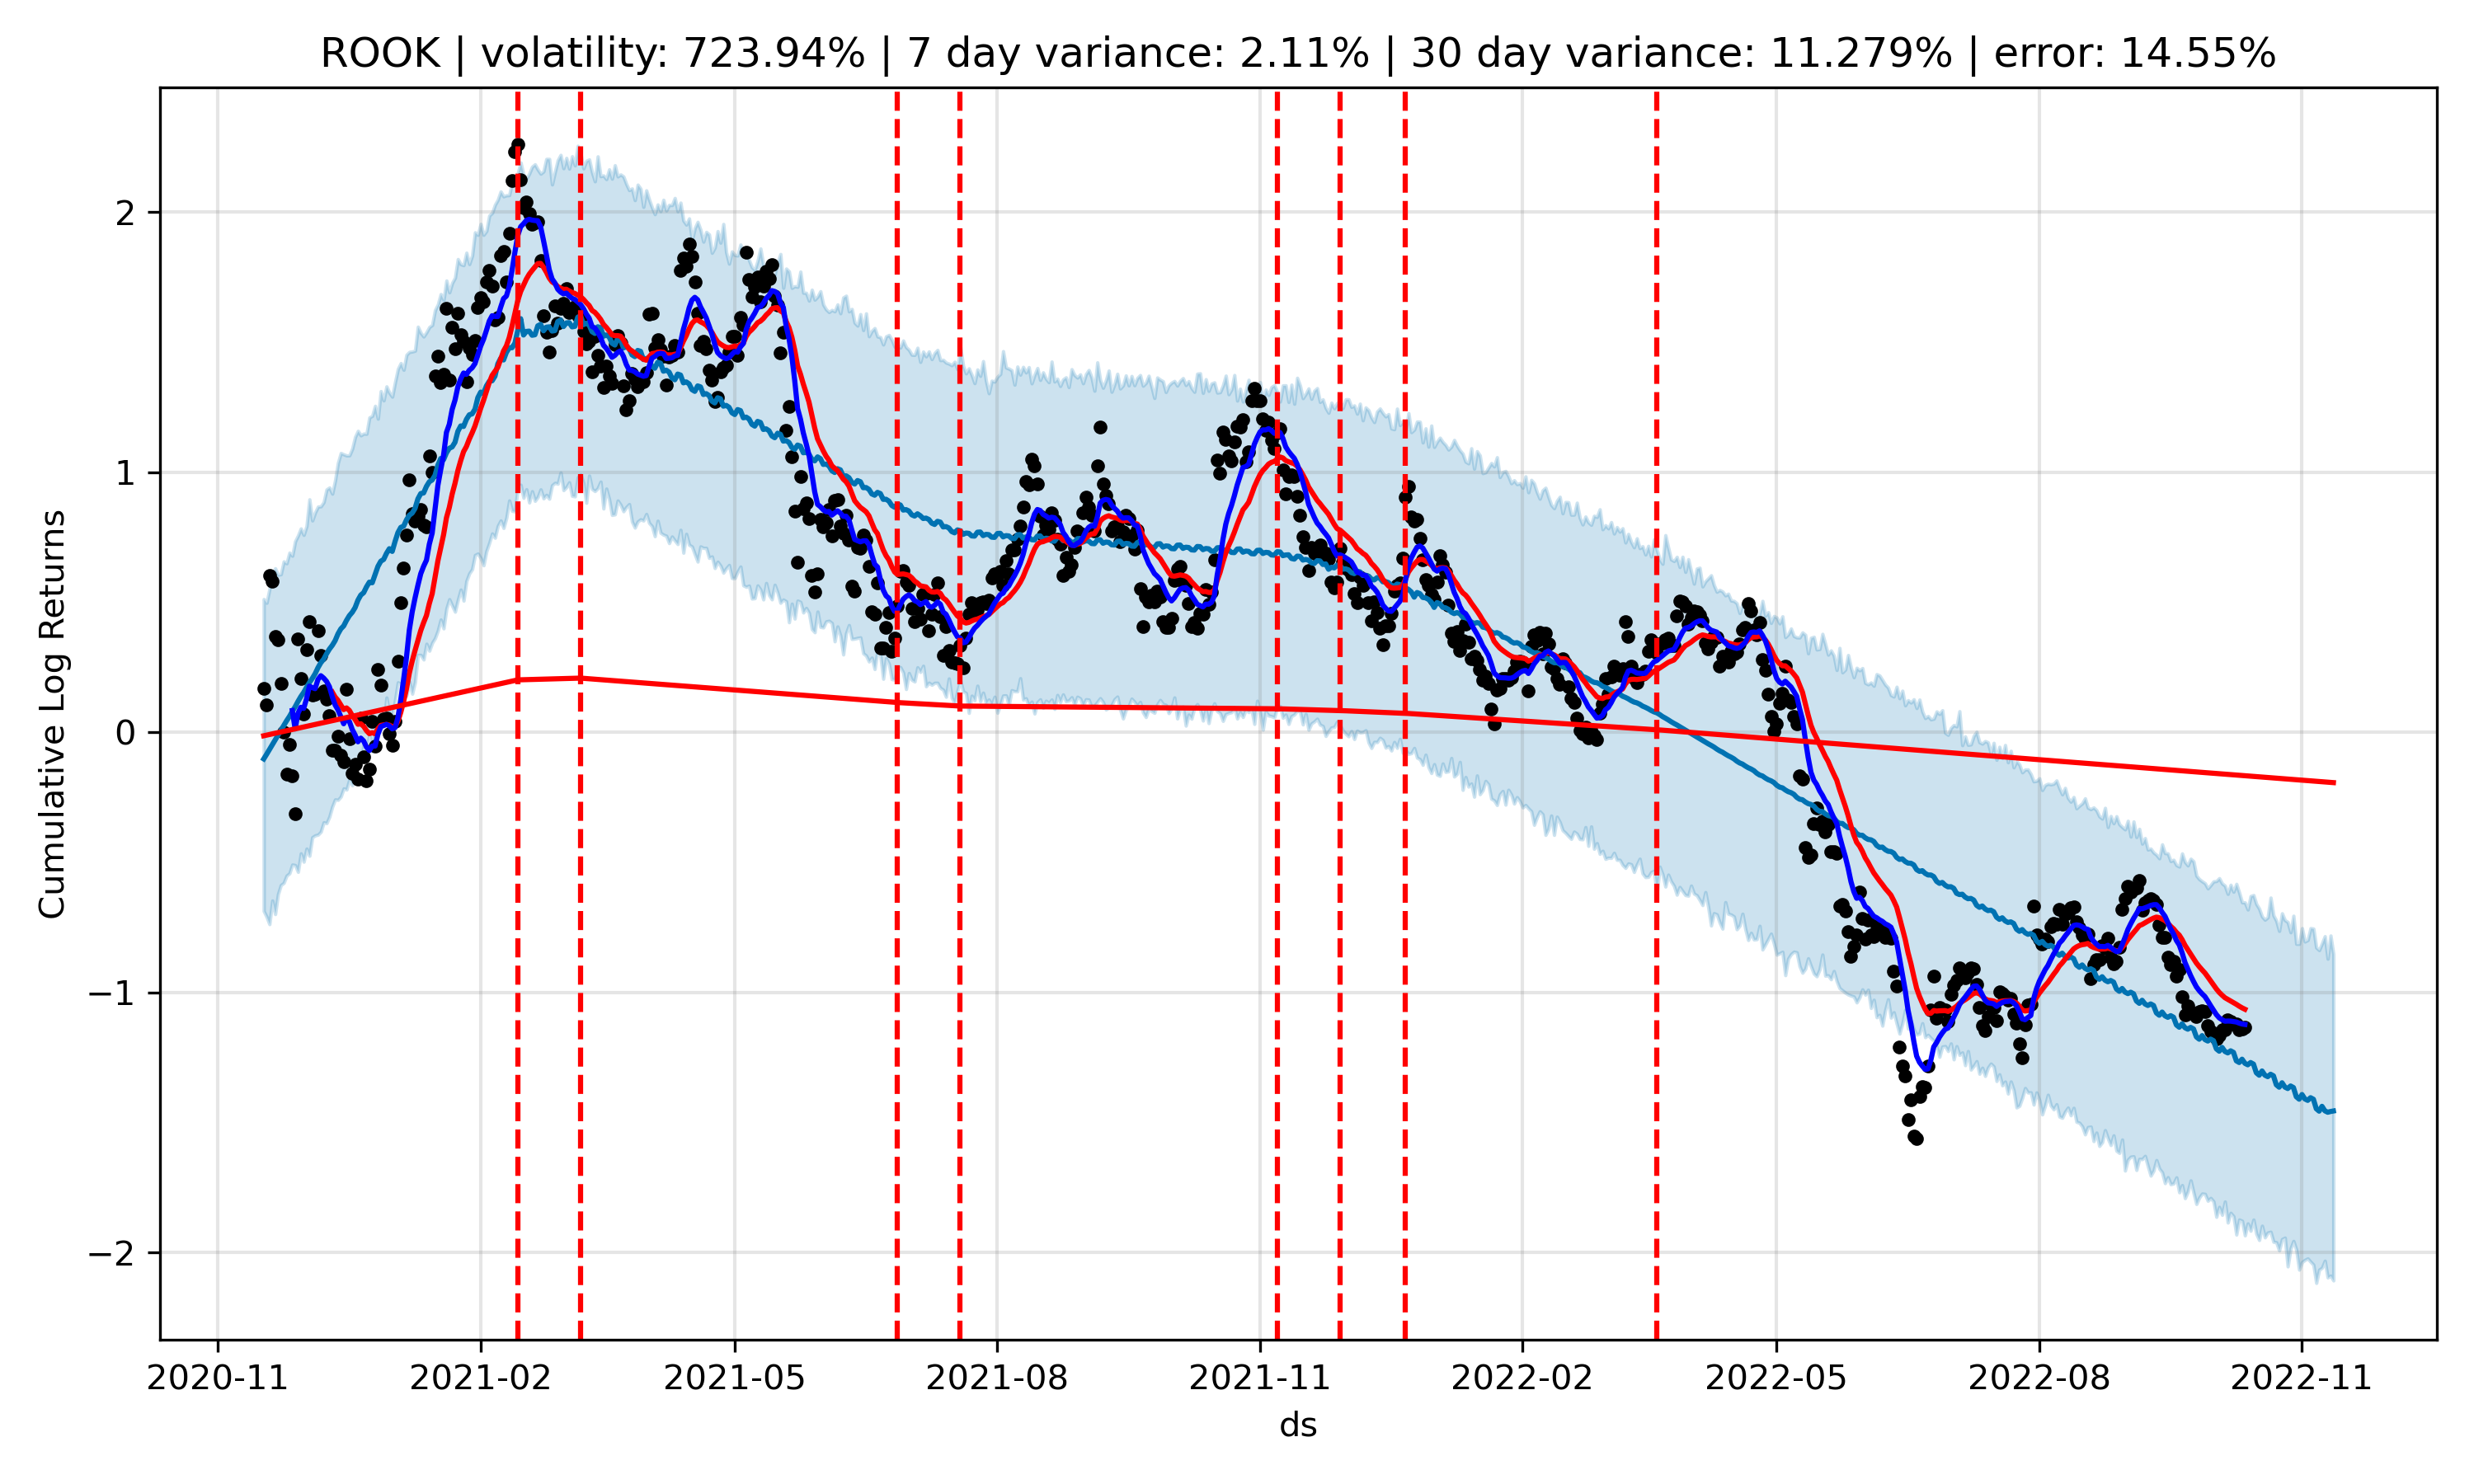 ROOK | volatility: 723.94% | 7 day variance: 2.11% | 30 day variance: 11.279% | error: 14.55%
Cumulative Log Returns
2
1
0
−1
−2
2020-11 2021-02 2021-05 2021-08 2021-11 2022-02 2022-05 2022-08 2022-11
ds